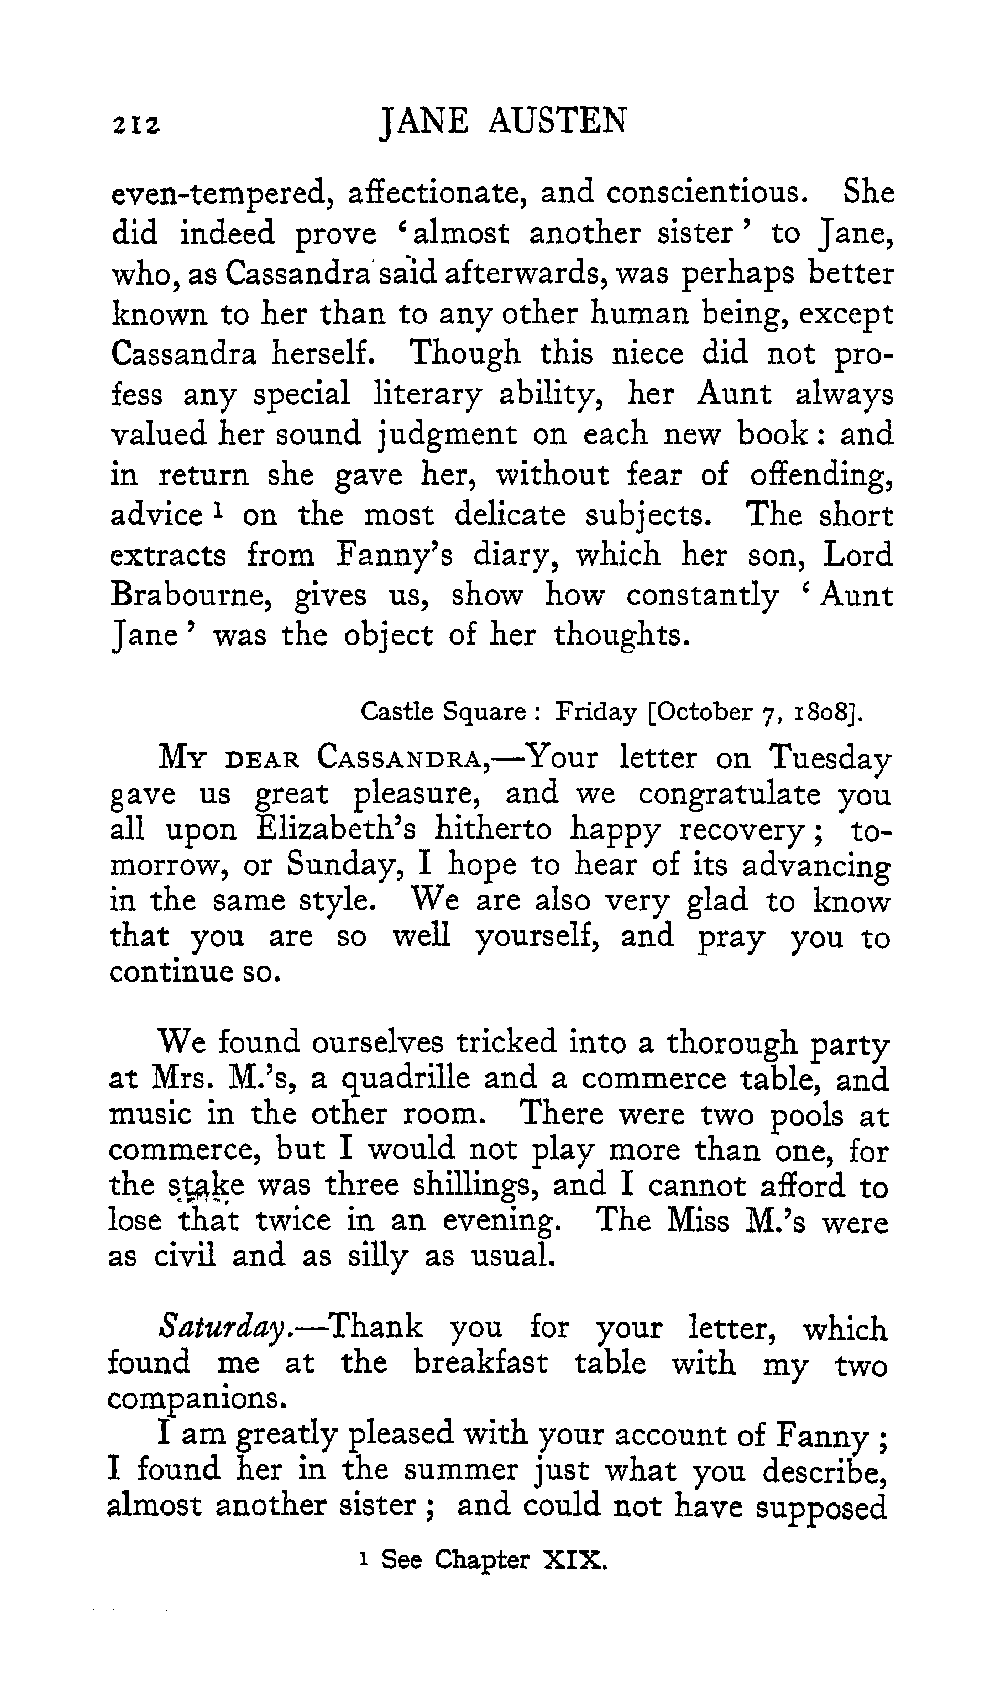 212 JANE AUSTEN
even-tempered, affectionate, and conscientious. She
did indeed prove ‘almost another sister’ to Jane,
who, as Cassandra said afterwards, was perhaps better
known to her than to any other human being, except
Cassandra herself. Though this niece did not pro-
fess any special literary ability, her Aunt always
valued her sound judgment on each new book: and
in return she gave her, without fear of offending,
advice ¹ on the most delicate subjects. The short
extracts from Fanny’s diary, which her son, Lord
Brabourne, gives us, show how constantly ‘Aunt
Jane’ was the object of her thoughts.
Castle Square: Friday [October 7, 1808].
MY DEAR CASSANDRA,—Your letter on Tuesday
gave us great pleasure, and we congratulate you
all upon Elizabeth’s hitherto happy recovery; to-
morrow, or Sunday, I hope to hear of its advancing
in the same style. We are also very glad to know
that you are so well yourself, and pray you to
continue so.
We found ourselves tricked into a thorough party
at Mrs. M.’s, a quadrille and a commerce table, and
music in the other room. There were two pools at
commerce, but I would not play more than one, for
the stake was three shillings, and I cannot afford to
lose that twice in an evening. The Miss M.’s were
as civil and as silly as usual.
Saturday.—Thank you for your letter, which
found me at the breakfast table with my two
companions.
I am greatly pleased with your account of Fanny;
I found her in the summer just what you describe,
almost another sister; and could not have supposed
¹ See Chapter XIX.